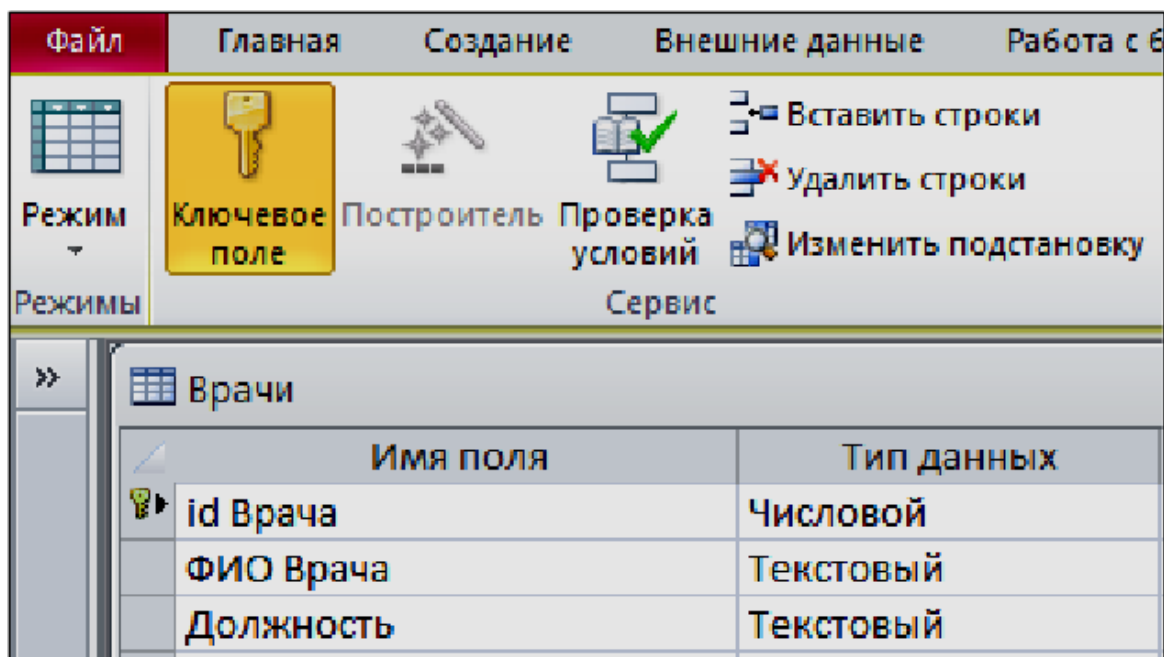 Файл Главная Создание Внешние данные Работа с б
Вставить строки
Удалить строки
Режим Ключевое поле Построитель Проверка условий Изменить подстановку
Режимы Сервис
»
Врачи
Имя поля Тип данных
id Врача Числовой
ФИО Врача Текстовый
Должность Текстовый